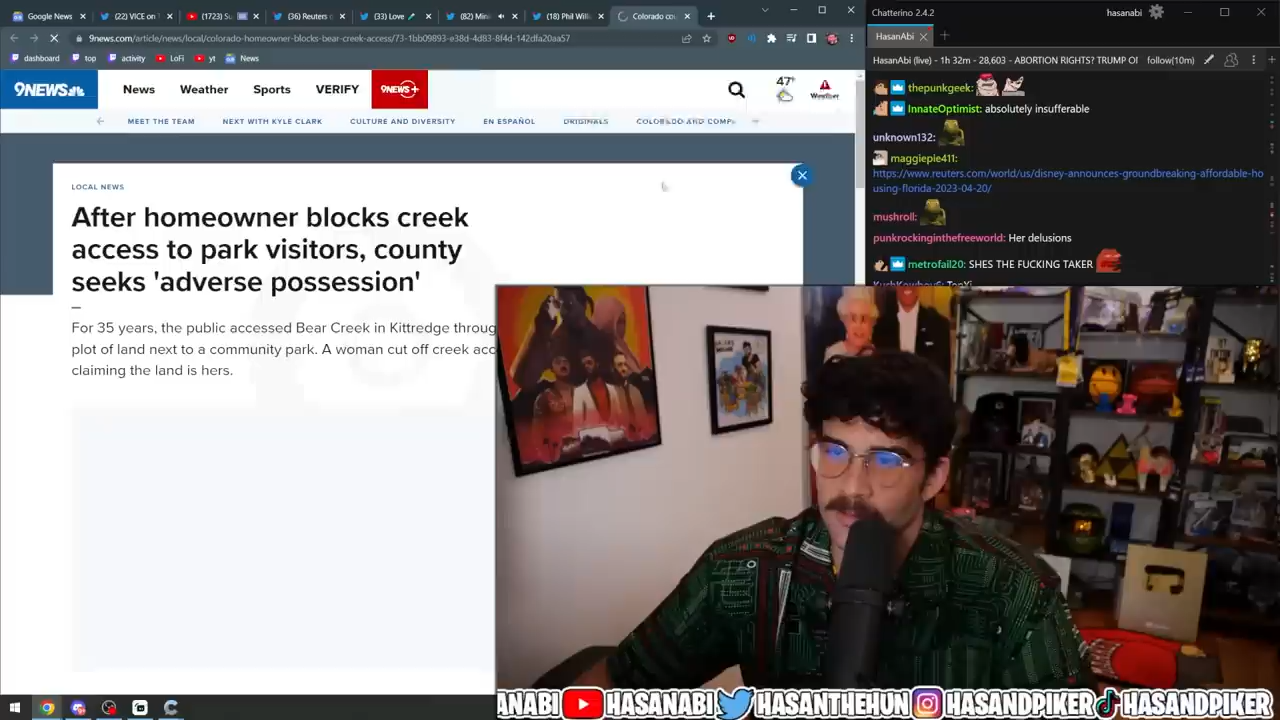 Google News
(22) VICE on T
(1723) Su
(36) Reuters o
(33) Love
(82) Mini
(18) Phil Willi
Colorado co
9news.com/article/news/local/colorado-homeowner-blocks-bear-creek-access/73-1bb09893-e38d-4d83-8f4d-142dfa20aa57
dashboard
top
activity
LoFi
yt
News
9NEWS
News
Weather
Sports
VERIFY
9NEWS+
47°
Weather
MEET THE TEAM
NEXT WITH KYLE CLARK
CULTURE AND DIVERSITY
EN ESPAÑOL
ORIGINALS
COLORADO AND COMPA
LOCAL NEWS
After homeowner blocks creek
access to park visitors, county
seeks 'adverse possession'
For 35 years, the public accessed Bear Creek in Kittredge throug
plot of land next to a community park. A woman cut off creek acc
claiming the land is hers.
Chatterino 2.4.2
hasanabi
HasanAbi
HasanAbi (live) - 1h 32m - 28,603 - ABORTION RIGHTS? TRUMP OI
follow(10m)
thepunkgeek:
InnateOptimist: absolutely insufferable
unknown132:
maggiepie411:
https://www.reuters.com/world/us/disney-announces-groundbreaking-affordable-ho
using-florida-2023-04-20/
mushroll:
punkrockinginthefreeworld: Her delusions
metrofail20: SHES THE FUCKING TAKER
ANABI HASANABI HASANTHEHUN HASANDPIKER HASANDPIKER